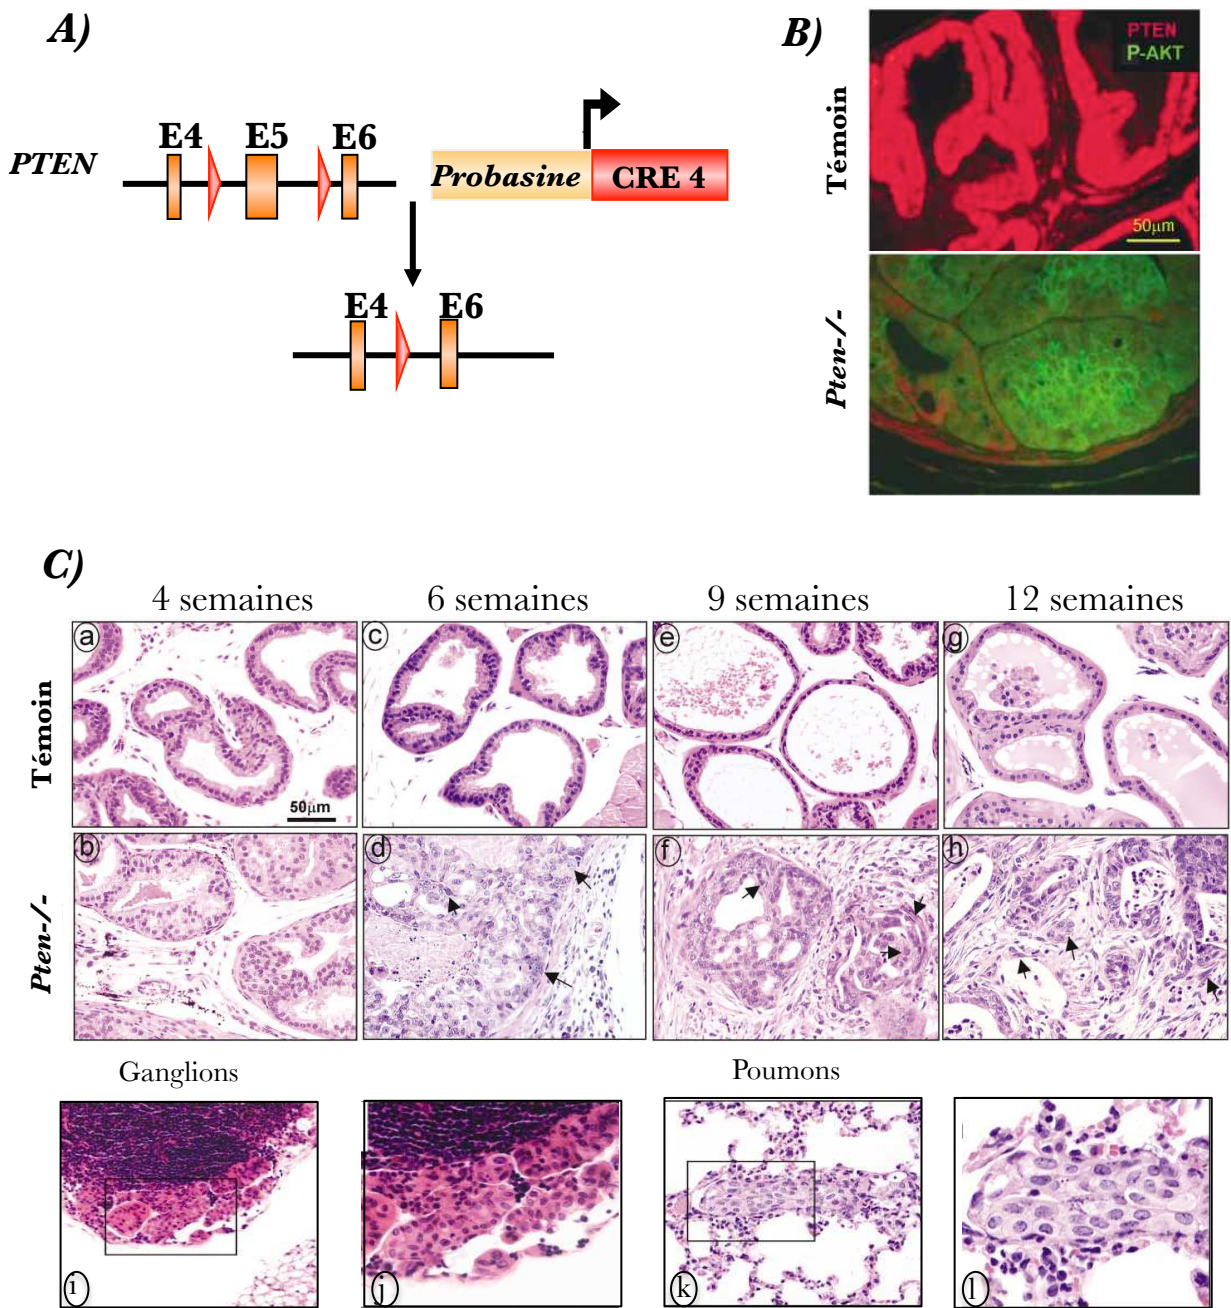 A)
B)
E4 E5 E6
PTEN
Probasine CRE 4
E4 E6
PTEN
P-AKT
Témoin
50µm
Pten-/-
C)
4 semaines 6 semaines 9 semaines 12 semaines
Témoin
a c e g
50µm
Pten-/-
b d f h
Ganglions Poumons
i j k l